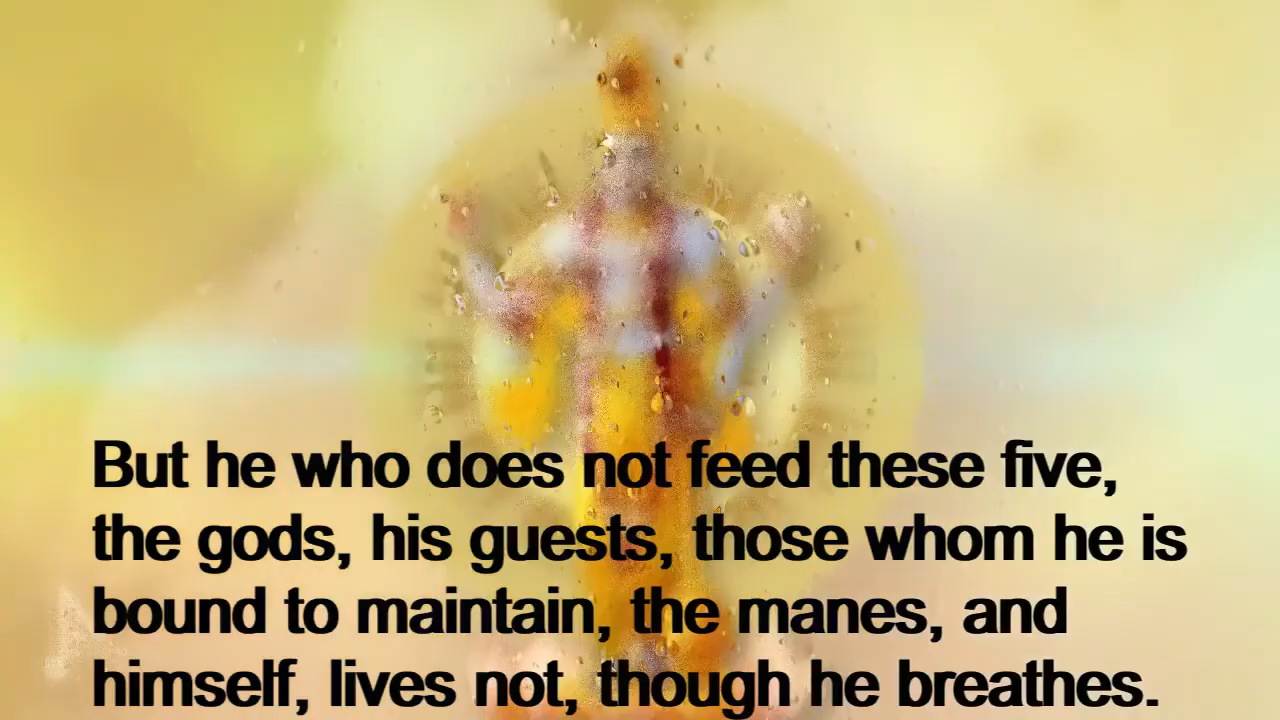 But he who does not feed these five,
the gods, his guests, those whom he is
bound to maintain, the manes, and
himself, lives not, though he breathes.